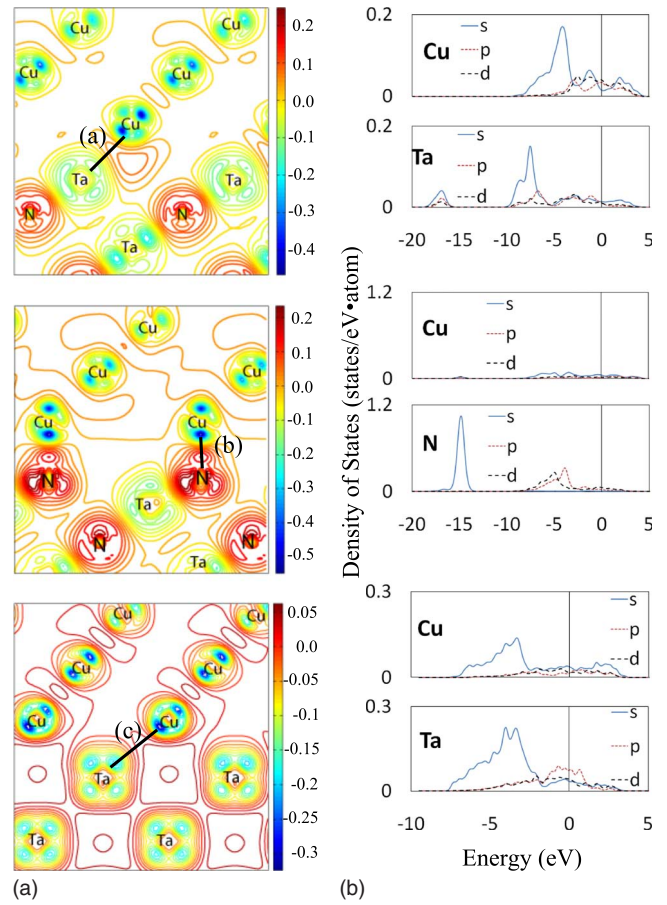 Cu
Cu
Cu
Cu
(a)
Ta
Ta
N
N
Ta
0.2
0.1
0.0
-0.1
-0.2
-0.3
-0.4
Cu
Cu
Cu
Cu
Cu
(b)
N
N
Ta
N
N
Ta
0.2
0.1
0.0
-0.1
-0.2
-0.3
-0.4
-0.5
Cu
Cu
Cu
Cu
Cu
Cu
(c)
Ta
Ta
Ta
Ta
0.05
0.0
-0.05
-0.1
-0.15
-0.2
-0.25
-0.3
(a)
(b)
Density of States (states/eV•atom)
0.2
0
Cu
s
p
d
0.2
0
Ta
s
p
d
-20 -15 -10 -5 0 5
1.2
0
Cu
s
p
d
1.2
0
N
s
p
d
-20 -15 -10 -5 0 5
0.3
0
Cu
s
p
d
0.3
0
Ta
s
p
d
-10 -5 0 5
Energy (eV)
(b)